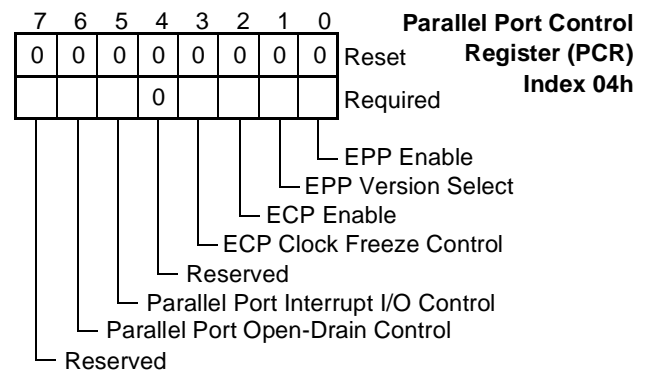 7 6 5 4 3 2 1 0
Parallel Port Control
Register (PCR)
Index 04h
0 0 0 0 0 0 0 0 Reset
0 Required
EPP Enable
EPP Version Select
ECP Enable
ECP Clock Freeze Control
Reserved
Parallel Port Interrupt I/O Control
Parallel Port Open-Drain Control
Reserved